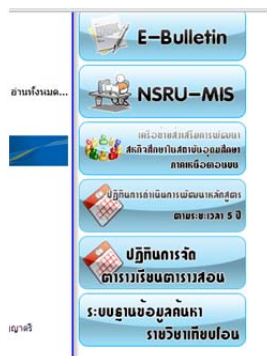 E-Bulletin
อ่านทั้งหมด...
NSRU-MIS
เครือข่ายส่งเสริมการพัฒนา
สหกิจศึกษาในสถาบันอุดมศึกษา
ภาคเหนือตอนบน
ปฏิทินการดำเนินการพัฒนาหลักสูตร
ตามระยะเวลา 5 ปี
ปฏิทินการจัด
ตารางเรียนตารางสอน
ระบบฐานข้อมูลค้นหา
รายวิชาเทียบโอน